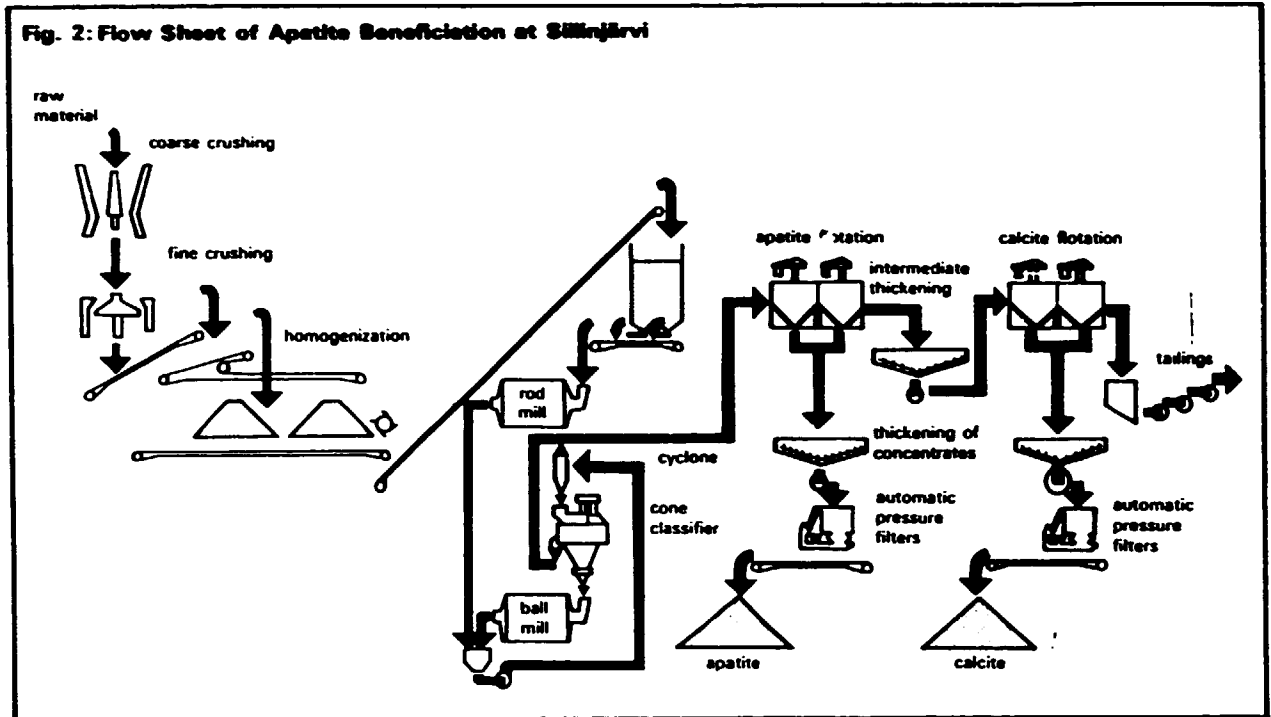 Fig. 2: Flow Sheet of Apatite Beneficiation at Siilinjärvi
raw
material
coarse crushing
fine crushing
homogenization
rod
mill
cyclone
cone
classifier
ball
mill
apatite
intermediate
thickening
calcite flotation
tailings
thickening of
concentrates
automatic
pressure
filters
automatic
pressure
filters
apatite
calcite